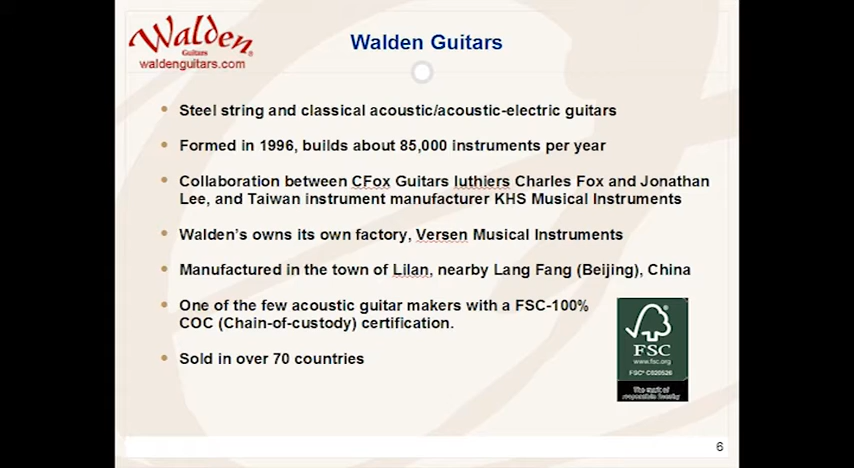 Walden
Guitars
waldenguitars.com
Walden Guitars
Steel string and classical acoustic/acoustic-electric guitars
Formed in 1996, builds about 85,000 instruments per year
Collaboration between CFox Guitars luthiers Charles Fox and Jonathan
Lee, and Taiwan instrument manufacturer KHS Musical Instruments
Walden's owns its own factory, Versen Musical Instruments
Manufactured in the town of Lilan, nearby Lang Fang (Beijing), China
One of the few acoustic guitar makers with a FSC-100%
COC (Chain-of-custody) certification.
Sold in over 70 countries
FSC
www.fsc.org
FSC® C020526
The mark of
responsible forestry
6